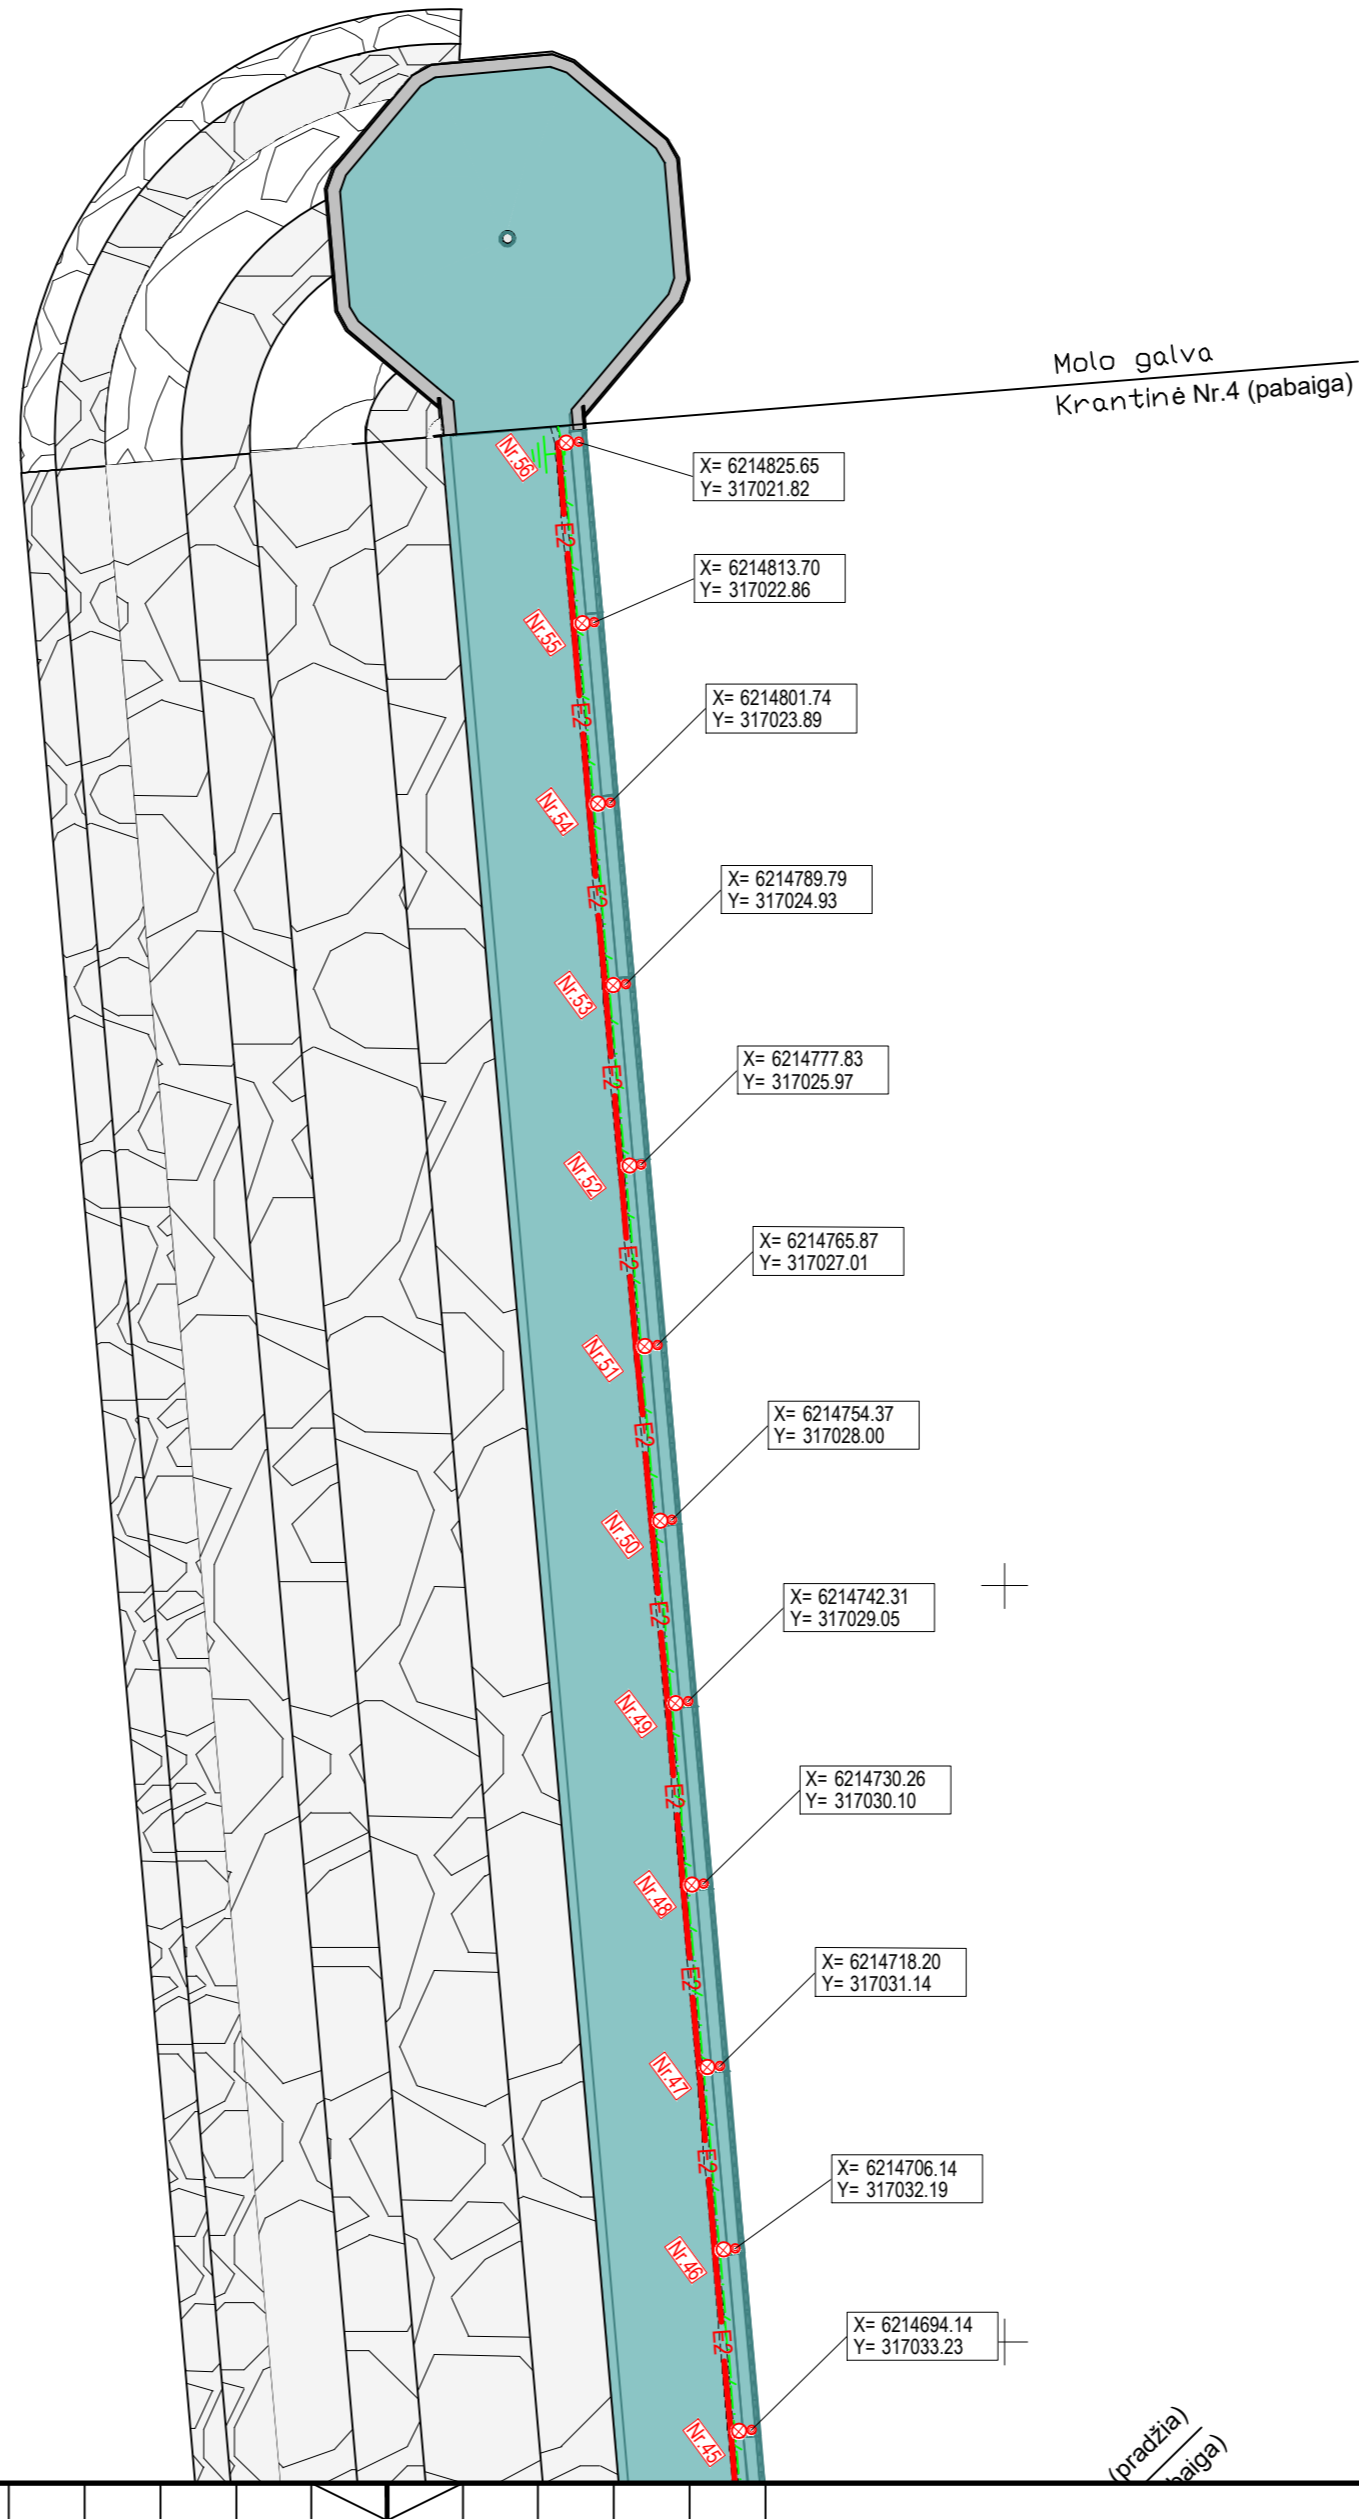 Molo galva
Krantinė Nr.4 (pabaiga)
Nr.56
X= 6214825.65
Y= 317021.82
E2
X= 6214813.70
Y= 317022.86
Nr.55
E2
X= 6214801.74
Y= 317023.89
Nr.54
E2
X= 6214789.79
Y= 317024.93
Nr.53
E2
X= 6214777.83
Y= 317025.97
Nr.52
E2
X= 6214765.87
Y= 317027.01
Nr.51
E2
X= 6214754.37
Y= 317028.00
Nr.50
E2
X= 6214742.31
Y= 317029.05
Nr.49
E2
X= 6214730.26
Y= 317030.10
Nr.48
E2
X= 6214718.20
Y= 317031.14
Nr.47
E2
X= 6214706.14
Y= 317032.19
Nr.46
E2
X= 6214694.14
Y= 317033.23
Nr.45
(pradžia)
baiga)